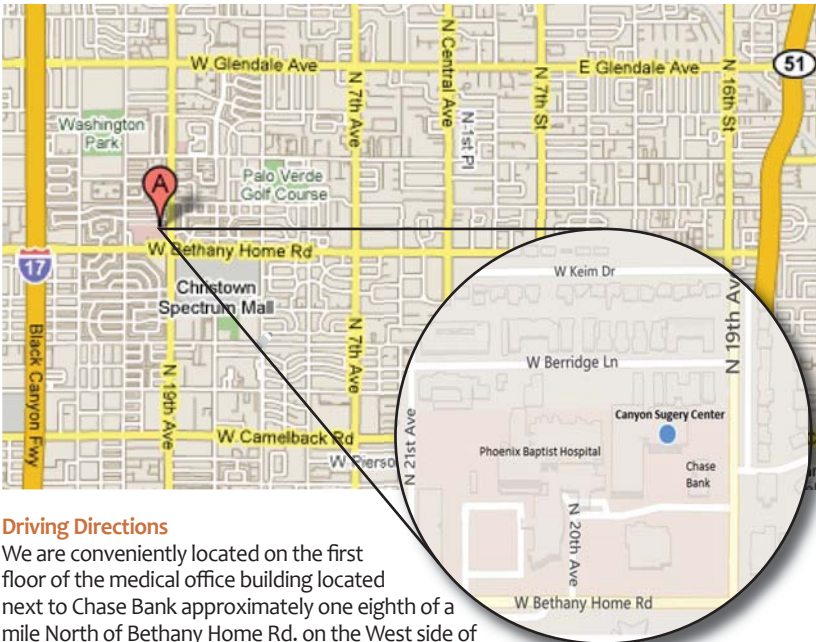 W Glendale Ave
E Glendale Ave
51
N Central Ave
N 7th Ave
N 7th St
N 16th St
N 1st Pl
Washington
Park
A
Palo Verde
Golf Course
W Bethany Home Rd
17
Christown
Spectrum Mall
Black Canyon Fwy
N 19th Ave
N 7th Ave
W Camelback Rd
W Pierso
W Keim Dr
N 19th Ave
W Berridge Ln
N 21st Ave
Canyon Sugery Center
Phoenix Baptist Hospital
Chase
Bank
N 20th Ave
W Bethany Home Rd
Driving Directions
We are conveniently located on the first
floor of the medical office building located
next to Chase Bank approximately one eighth of a
mile North of Bethany Home Rd. on the West side of